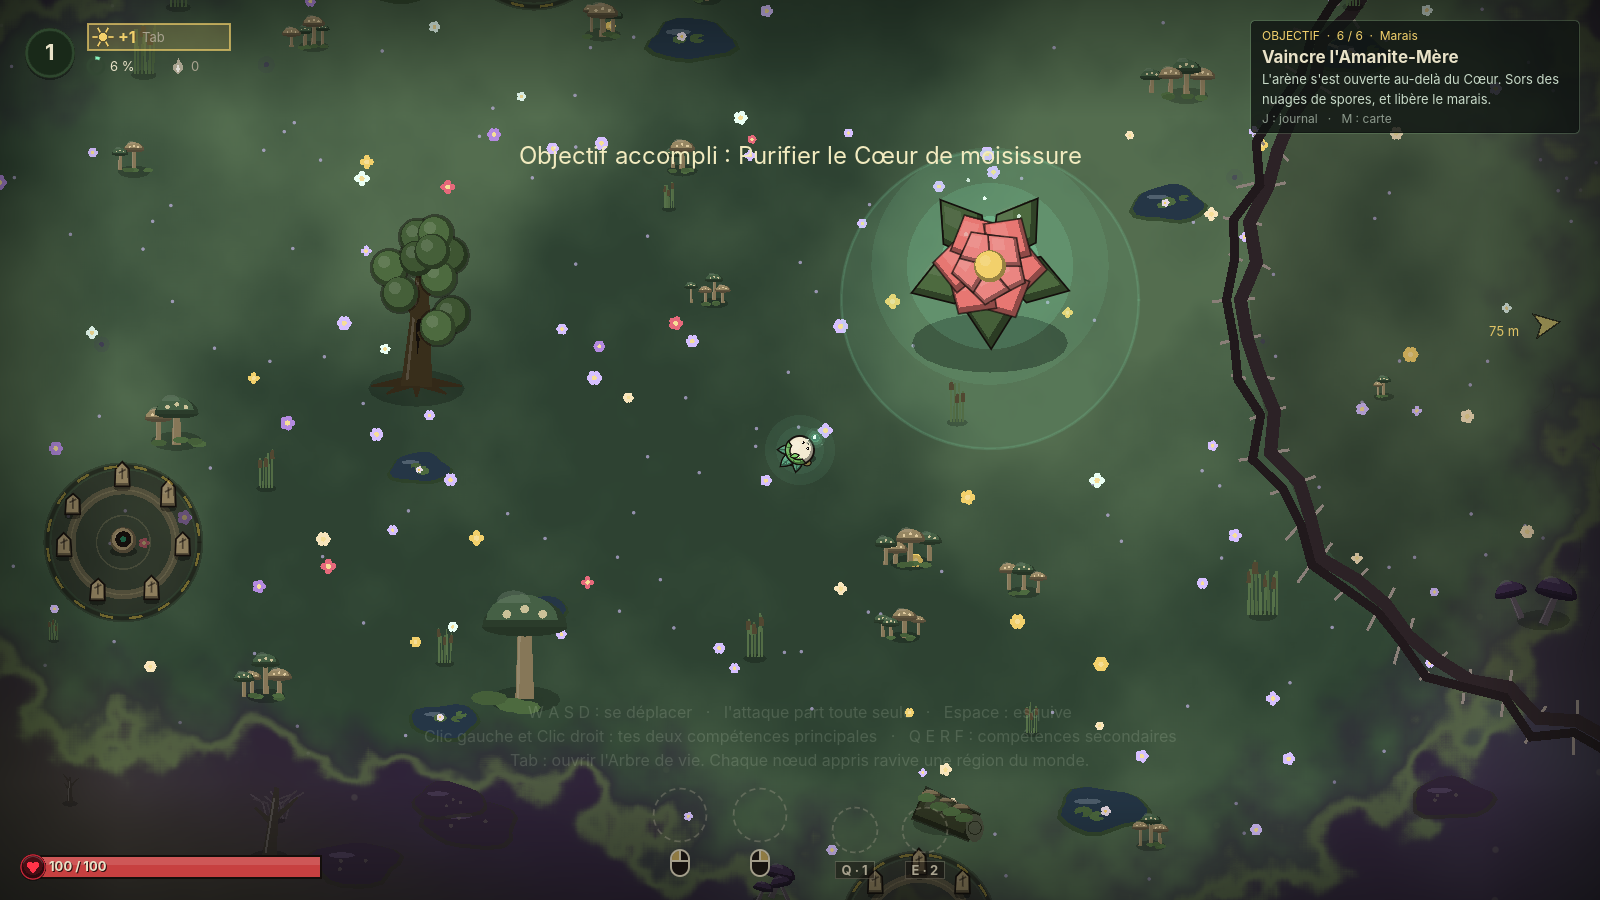 1
+1 Tab
6 % 0
OBJECTIF · 6 / 6 · Marais
Vaincre l'Amanite-Mère
L'arène s'est ouverte au-delà du Cœur. Sors des
nuages de spores, et libère le marais.
J : journal · M : carte
Objectif accompli : Purifier le Cœur de moisissure
75 m
W A S D : se déplacer · l'attaque part toute seule · Espace : esquive
Clic gauche et Clic droit : tes deux compétences principales · Q E R F : compétences secondaires
Tab : ouvrir l'Arbre de vie. Chaque nœud appris ravive une région du monde.
100 / 100
Q · 1
E · 2